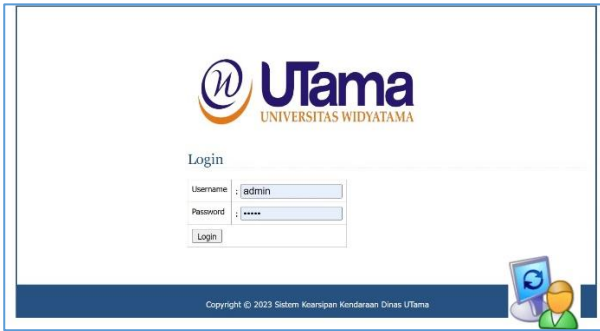 UTama
UNIVERSITAS WIDYATAMA
Login
Username : admin
Password : •••••
Login
Copyright © 2023 Sistem Kearsipan Kendaraan Dinas UTama